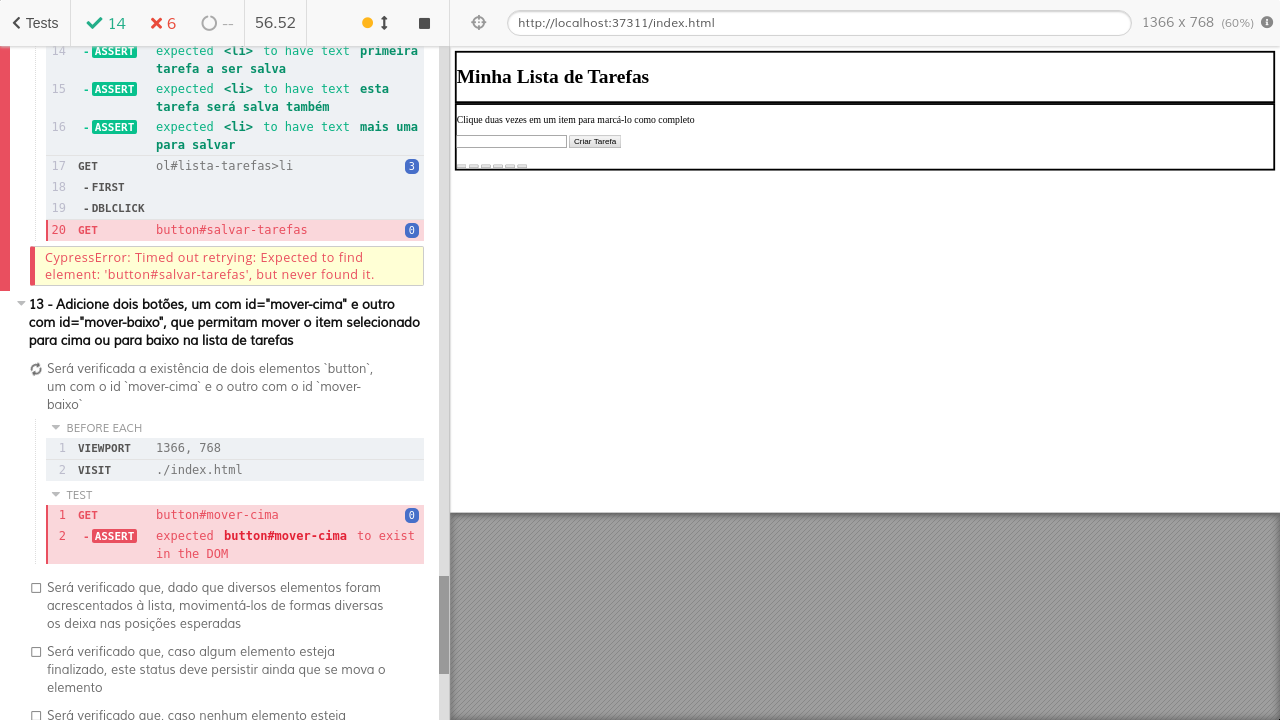 Tests
14
6
--
56.52
http://localhost:37311/index.html
1366 x 768 (60%)
14 - ASSERT expected <li> to have text primeira
tarefa a ser salva
15 - ASSERT expected <li> to have text esta
tarefa será salva também
16 - ASSERT expected <li> to have text mais uma
para salvar
17 GET ol#lista-tarefas>li 3
18 - FIRST
19 - DBLCLICK
20 GET button#salvar-tarefas 0
CypressError: Timed out retrying: Expected to find
element: 'button#salvar-tarefas', but never found it.
13 - Adicione dois botões, um com id="mover-cima" e outro
com id="mover-baixo", que permitam mover o item selecionado
para cima ou para baixo na lista de tarefas
Será verificada a existência de dois elementos `button`,
um com o id `mover-cima` e o outro com o id `mover-
baixo`
BEFORE EACH
1 VIEWPORT 1366, 768
2 VISIT ./index.html
TEST
1 GET button#mover-cima 0
2 - ASSERT expected button#mover-cima to exist
in the DOM
Será verificado que, dado que diversos elementos foram
acrescentados à lista, movimentá-los de formas diversas
os deixa nas posições esperadas
Será verificado que, caso algum elemento esteja
finalizado, este status deve persistir ainda que se mova o
elemento
Será verificado que, caso nenhum elemento esteja
Minha Lista de Tarefas
Clique duas vezes em um item para marcá-lo como completo
Criar Tarefa